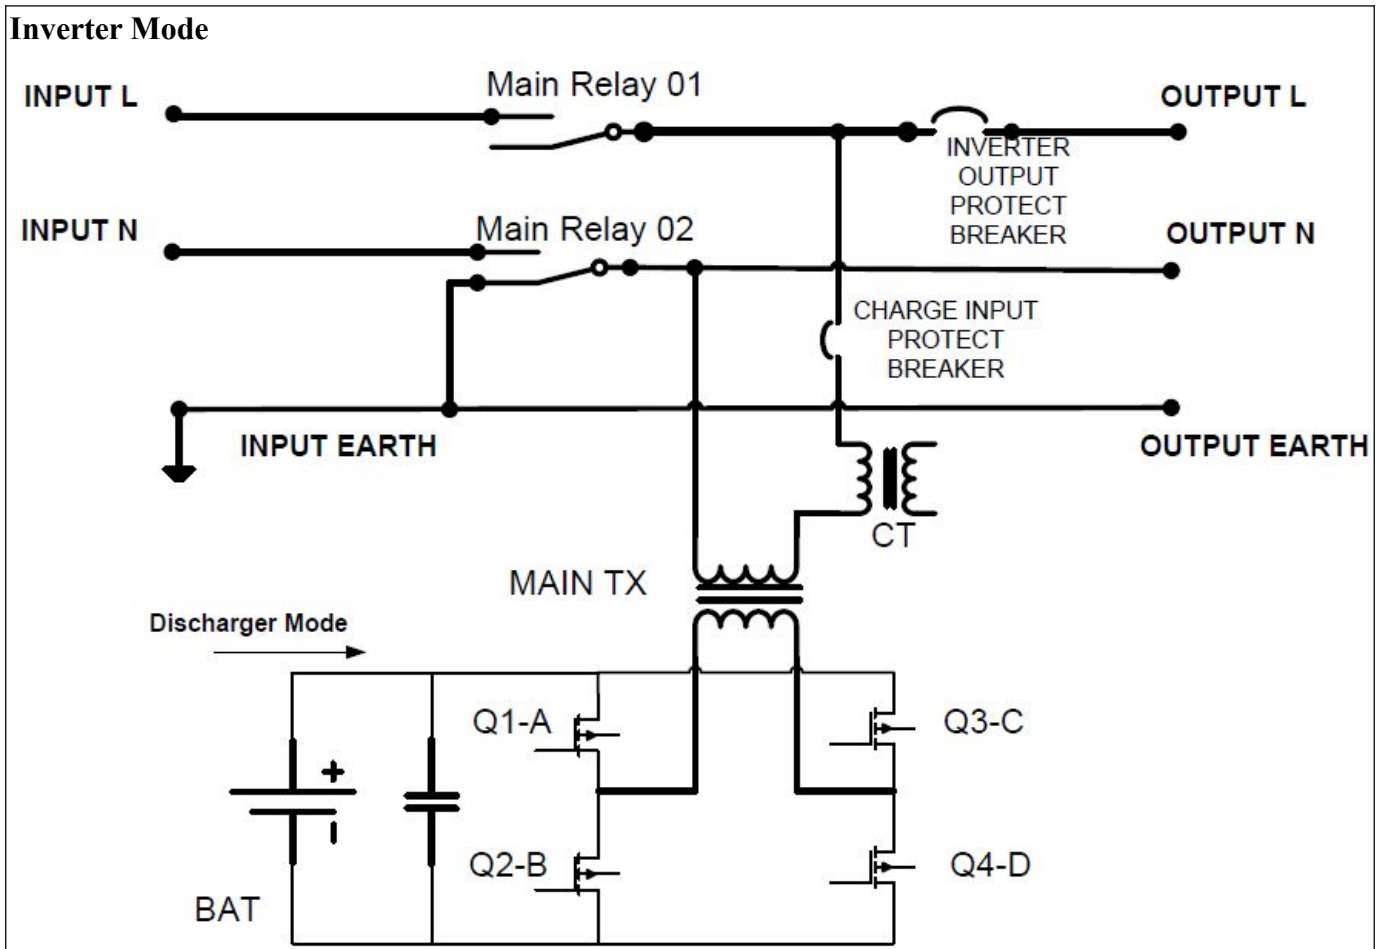 Inverter Mode
Main Relay 01
INPUT L
OUTPUT L
INVERTER
OUTPUT
PROTECT
BREAKER
INPUT N
Main Relay 02
OUTPUT N
CHARGE INPUT
PROTECT
BREAKER
INPUT EARTH
OUTPUT EARTH
CT
MAIN TX
Discharger Mode
Q1-A
Q3-C
+
Q2-B
Q4-D
BAT